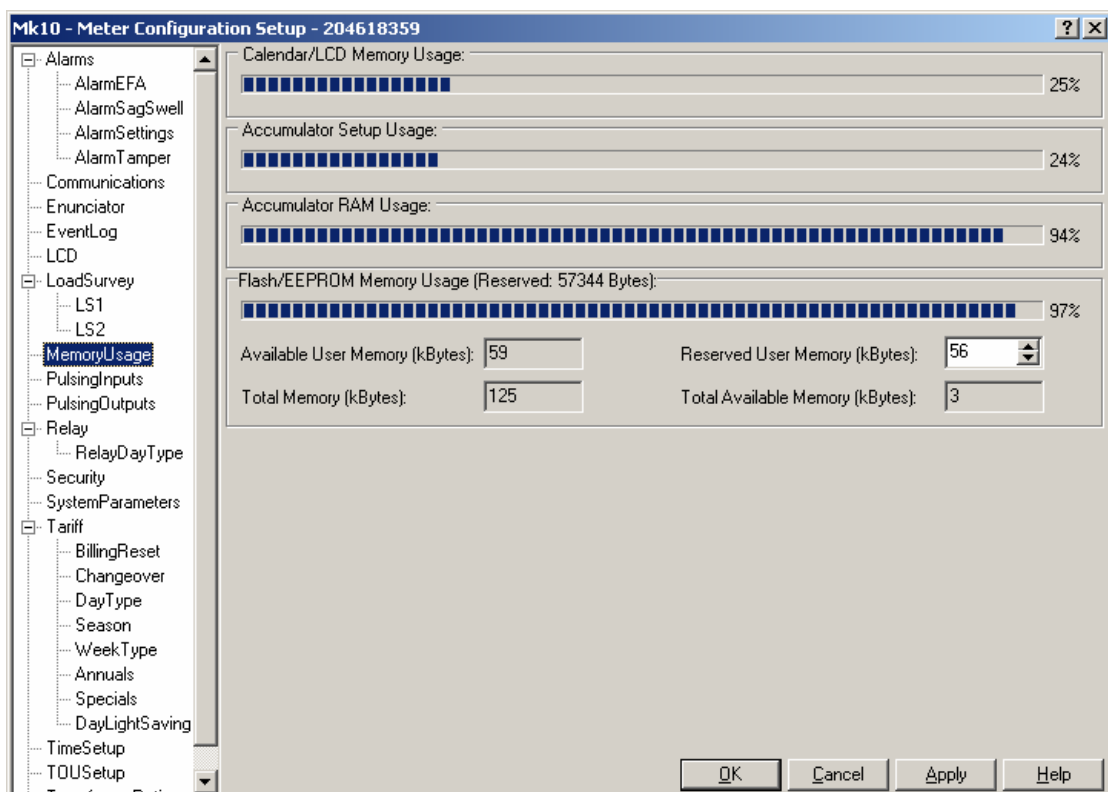 Mk10 - Meter Configuration Setup - 204618359
Alarms
AlarmEFA
AlarmSagSwell
AlarmSettings
AlarmTamper
Communications
Enunciator
EventLog
LCD
LoadSurvey
LS1
LS2
MemoryUsage
PulsingInputs
PulsingOutputs
Relay
RelayDayType
Security
SystemParameters
Tariff
BillingReset
Changeover
DayType
Season
WeekType
Annuals
Specials
DayLightSaving
TimeSetup
TOUSetup
Calendar/LCD Memory Usage:
25%
Accumulator Setup Usage:
24%
Accumulator RAM Usage:
94%
Flash/EEPROM Memory Usage (Reserved: 57344 Bytes):
97%
Available User Memory (kBytes): 59
Reserved User Memory (kBytes): 56
Total Memory (kBytes): 125
Total Available Memory (kBytes): 3
OK
Cancel
Apply
Help